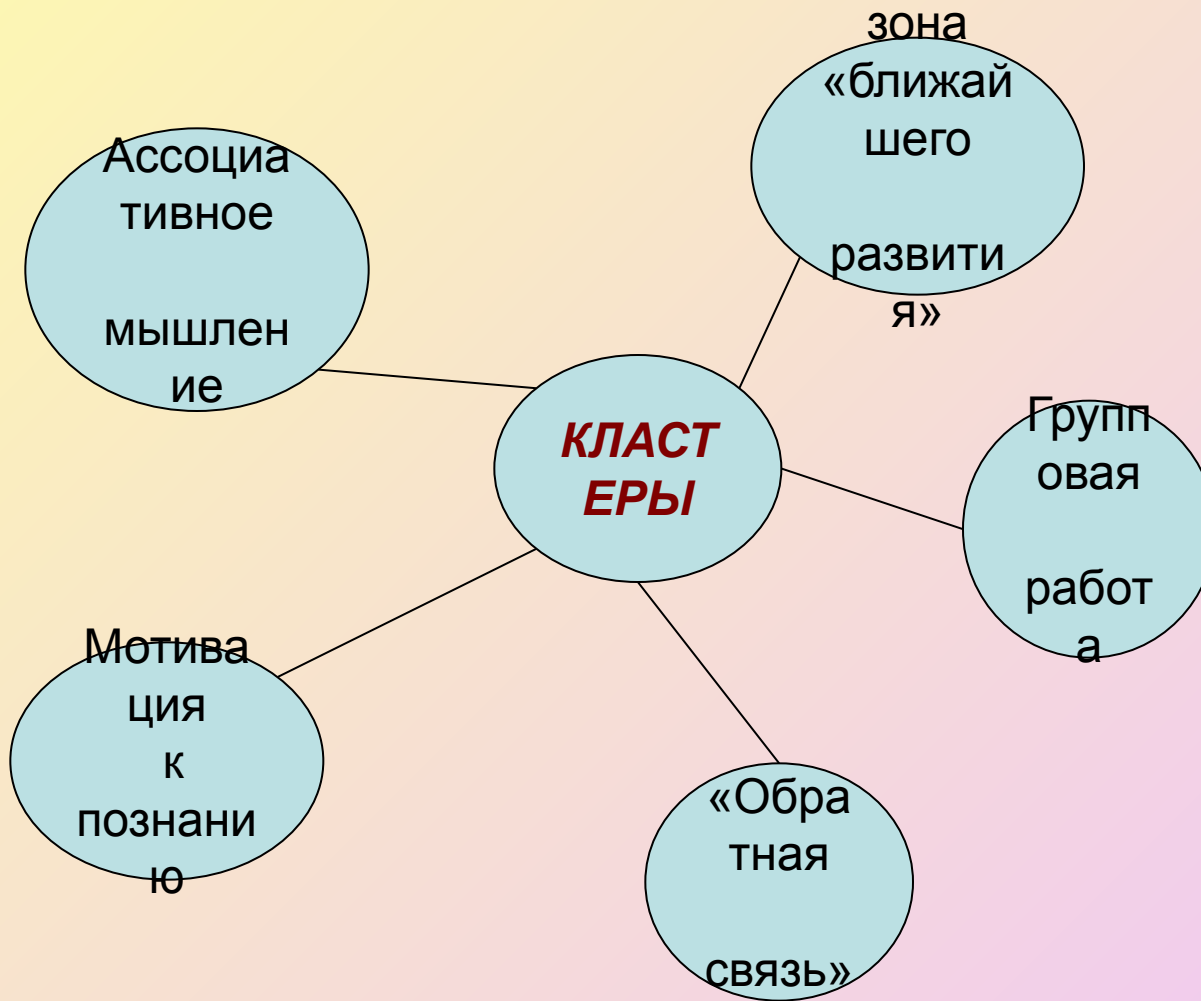 зона
«ближай
шего
развити
я»
Ассоциа
тивное
мышлен
ие
КЛАСТ
ЕРЫ
Групп
овая
работ
а
Мотива
ция
к
познани
ю
«Обра
тная
связь»